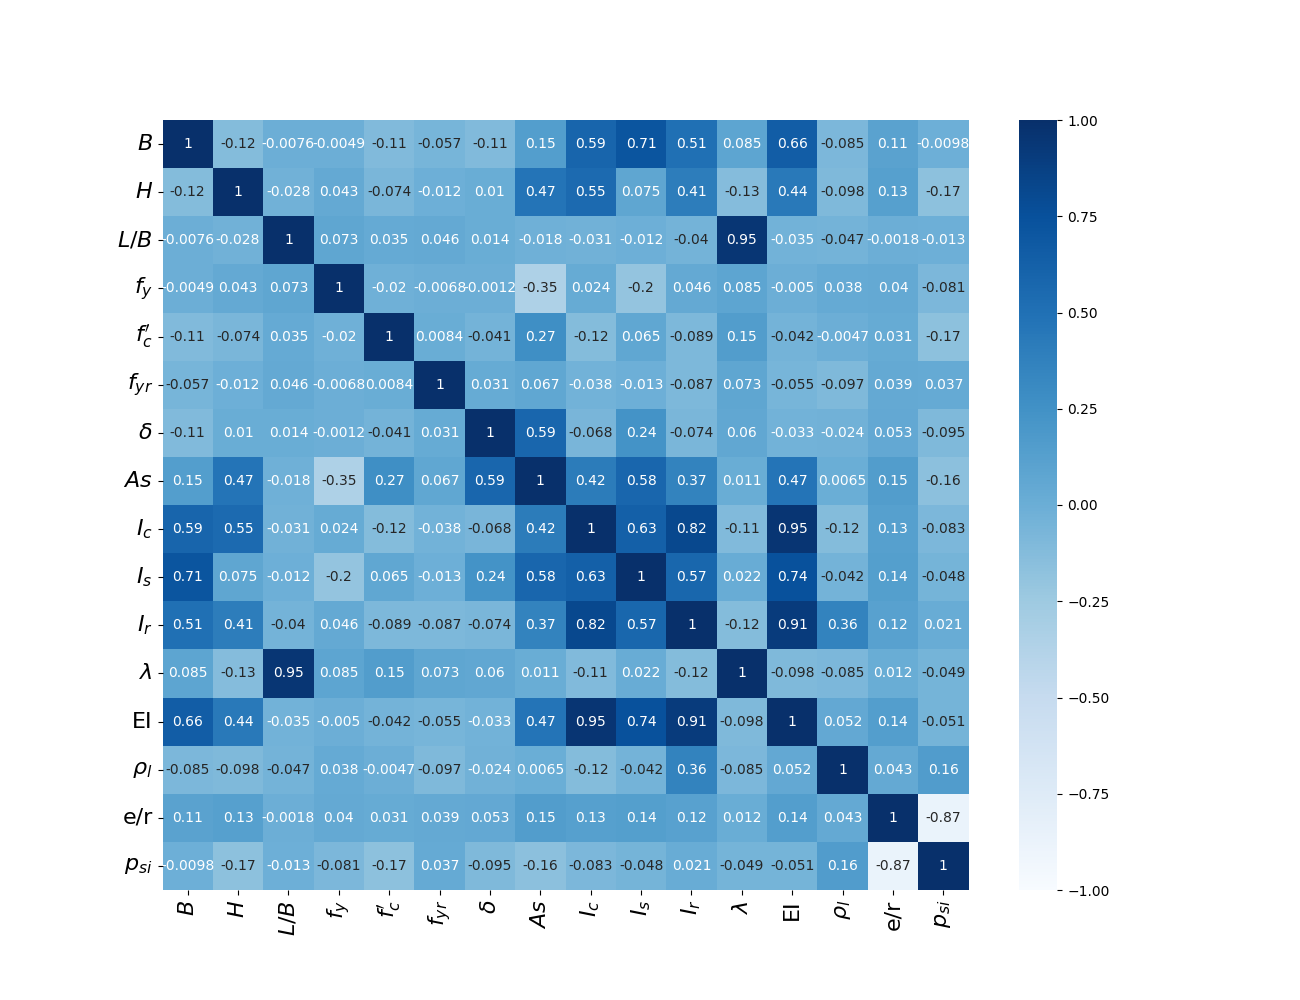 B 1 -0.12 -0.0076 -0.0049 -0.11 -0.057 -0.11 0.15 0.59 0.71 0.51 0.085 0.66 -0.085 0.11 -0.0098
H -0.12 1 -0.028 0.043 -0.074 -0.012 0.01 0.47 0.55 0.075 0.41 -0.13 0.44 -0.098 0.13 -0.17
L/B -0.0076 -0.028 1 0.073 0.035 0.046 0.014 -0.018 -0.031 -0.012 -0.04 0.95 -0.035 -0.047 -0.0018 -0.013
f_y -0.0049 0.043 0.073 1 -0.02 -0.0068 -0.0012 -0.35 0.024 -0.2 0.046 0.085 -0.005 0.038 0.04 -0.081
f'_c -0.11 -0.074 0.035 -0.02 1 0.0084 -0.041 0.27 -0.12 0.065 -0.089 0.15 -0.042 -0.0047 0.031 -0.17
f_yr -0.057 -0.012 0.046 -0.0068 0.0084 1 0.031 0.067 -0.038 -0.013 -0.087 0.073 -0.055 -0.097 0.039 0.037
δ -0.11 0.01 0.014 -0.0012 -0.041 0.031 1 0.59 -0.068 0.24 -0.074 0.06 -0.033 -0.024 0.053 -0.095
As 0.15 0.47 -0.018 -0.35 0.27 0.067 0.59 1 0.42 0.58 0.37 0.011 0.47 0.0065 0.15 -0.16
I_c 0.59 0.55 -0.031 0.024 -0.12 -0.038 -0.068 0.42 1 0.63 0.82 -0.11 0.95 -0.12 0.13 -0.083
I_s 0.71 0.075 -0.012 -0.2 0.065 -0.013 0.24 0.58 0.63 1 0.57 0.022 0.74 -0.042 0.14 -0.048
I_r 0.51 0.41 -0.04 0.046 -0.089 -0.087 -0.074 0.37 0.82 0.57 1 -0.12 0.91 0.36 0.12 0.021
λ 0.085 -0.13 0.95 0.085 0.15 0.073 0.06 0.011 -0.11 0.022 -0.12 1 -0.098 -0.085 0.012 -0.049
EI 0.66 0.44 -0.035 -0.005 -0.042 -0.055 -0.033 0.47 0.95 0.74 0.91 -0.098 1 0.052 0.14 -0.051
ρ_l -0.085 -0.098 -0.047 0.038 -0.0047 -0.097 -0.024 0.0065 -0.12 -0.042 0.36 -0.085 0.052 1 0.043 0.16
e/r 0.11 0.13 -0.0018 0.04 0.031 0.039 0.053 0.15 0.13 0.14 0.12 0.012 0.14 0.043 1 -0.87
p_si -0.0098 -0.17 -0.013 -0.081 -0.17 0.037 -0.095 -0.16 -0.083 -0.048 0.021 -0.049 -0.051 0.16 -0.87 1
B H L/B f_y f'_c f_yr δ As I_c I_s I_r λ EI ρ_l e/r p_si
1.00
0.75
0.50
0.25
0.00
−0.25
−0.50
−0.75
−1.00